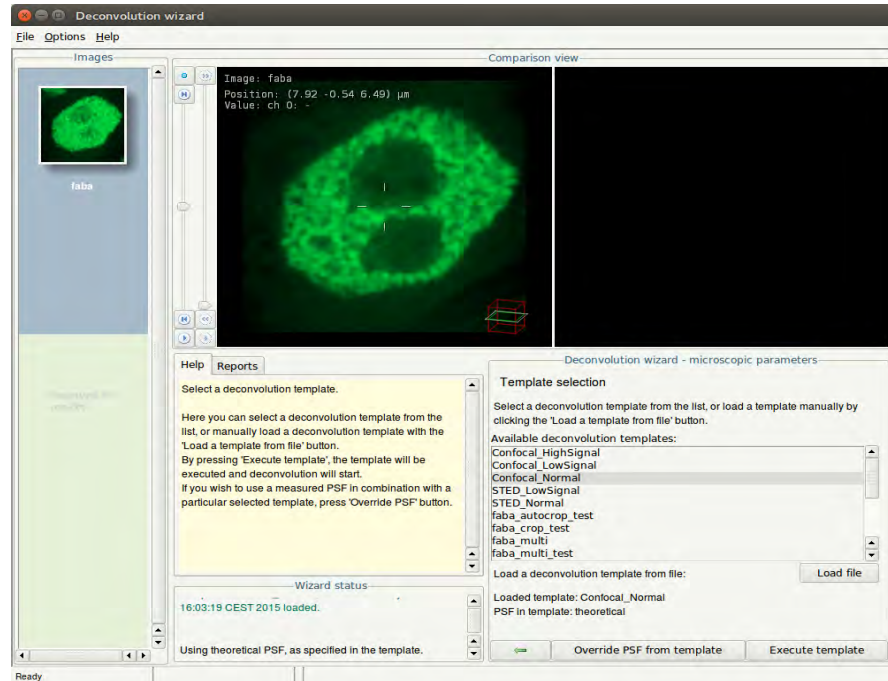 Deconvolution wizard
File Options Help
Images
Comparison view
Image: faba
Position: (7.92 -0.54 6.49) µm
Value: ch 0: -
faba
Help Reports
Select a deconvolution template.
Here you can select a deconvolution template from the
list, or manually load a deconvolution template with the
'Load a template from file' button.
By pressing 'Execute template', the template will be
executed and deconvolution will start.
If you wish to use a measured PSF in combination with a
particular selected template, press 'Override PSF' button.
Wizard status
16:03:19 CEST 2015 loaded.
Using theoretical PSF, as specified in the template.
Deconvolution wizard - microscopic parameters
Template selection
Select a deconvolution template from the list, or load a template manually by
clicking the 'Load a template from file' button.
Available deconvolution templates:
Confocal_HighSignal
Confocal_LowSignal
Confocal_Normal
STED_LowSignal
STED_Normal
faba_autocrop_test
faba_crop_test
faba_multi
faba_multi_test
Load a deconvolution template from file:
Load file
Loaded template: Confocal_Normal
PSF in template: theoretical
Override PSF from template
Execute template
Ready